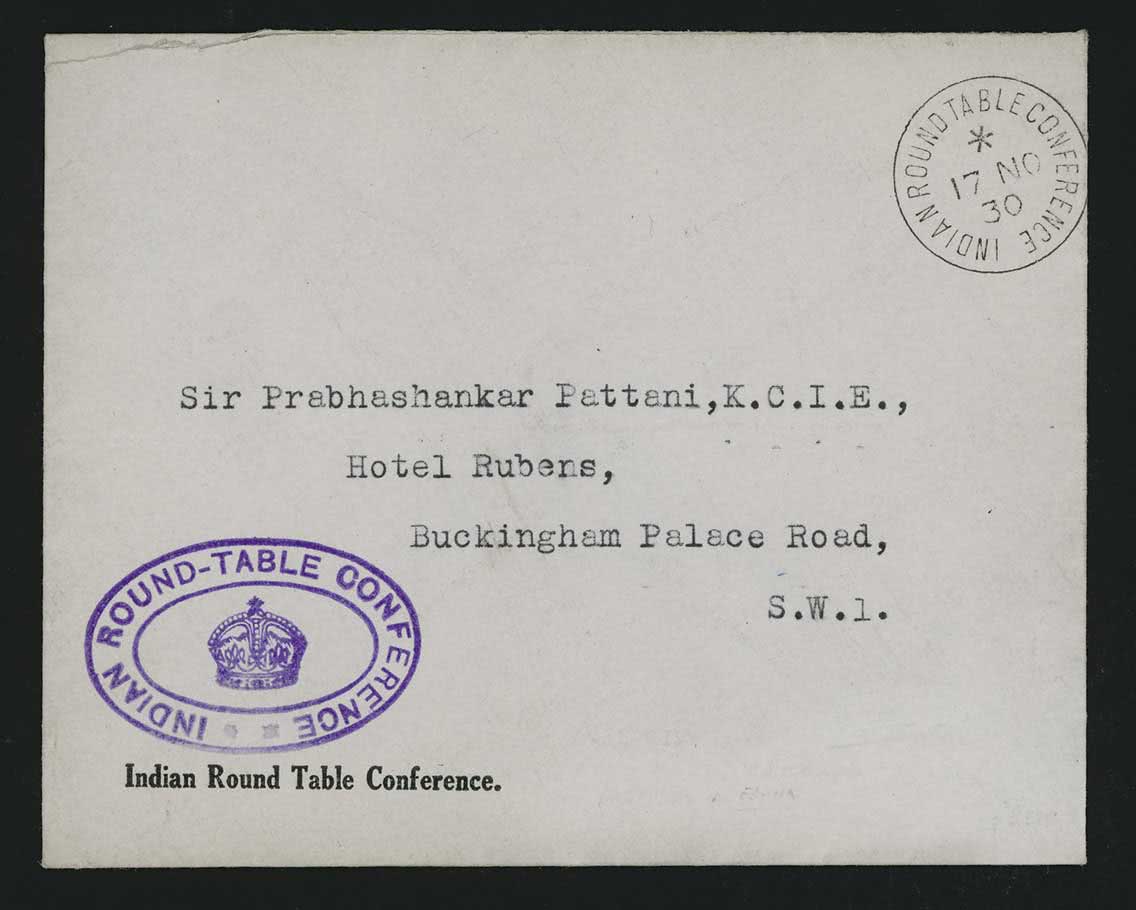 INDIAN ROUND TABLE CONFERENCE
*
17 NO
30
Sir Prabhashankar Pattani,K.C.I.E.,
Hotel Rubens,
Buckingham Palace Road,
S.W.1.
INDIAN ROUND-TABLE CONFERENCE
Indian Round Table Conference.